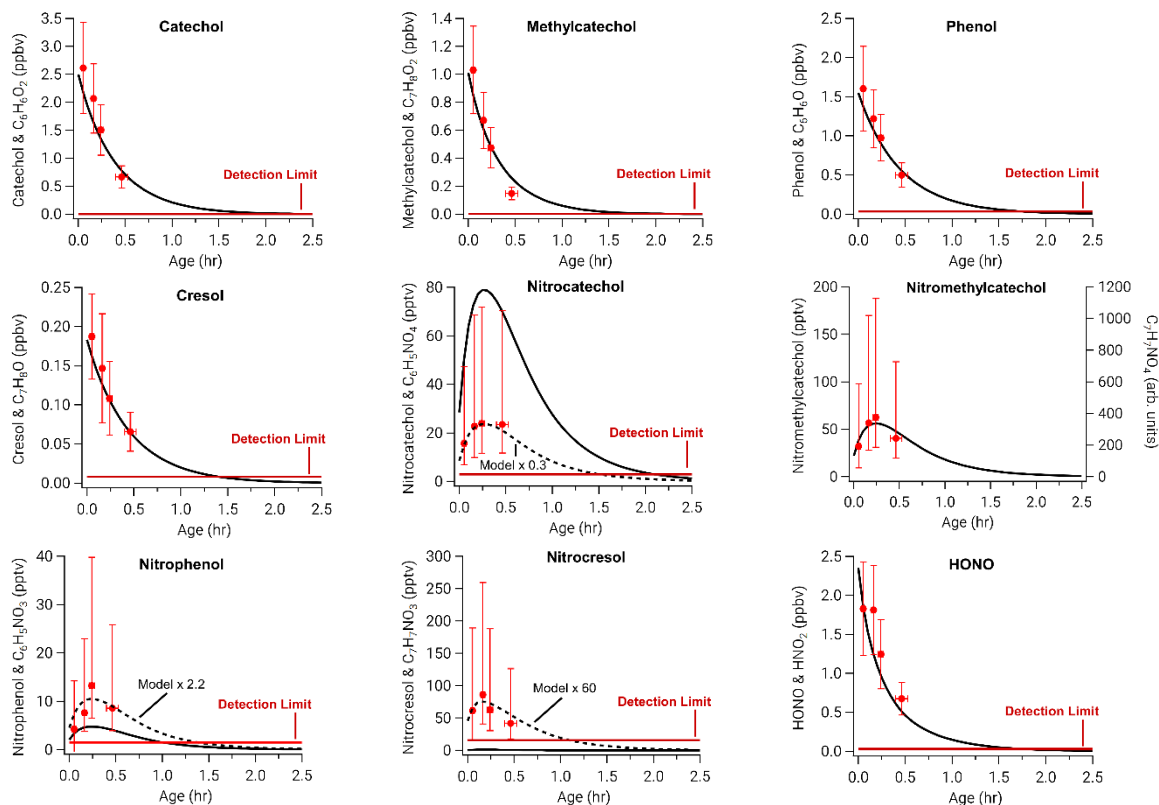 Catechol
Catechol & C₆H₆O₂ (ppbv)
3.5
3.0
2.5
2.0
1.5
1.0
0.5
0.0
Detection Limit
0.0 0.5 1.0 1.5 2.0 2.5
Age (hr)
Methylcatechol
Methylcatechol & C₇H₈O₂ (ppbv)
1.4
1.2
1.0
0.8
0.6
0.4
0.2
0.0
Detection Limit
0.0 0.5 1.0 1.5 2.0 2.5
Age (hr)
Phenol
Phenol & C₆H₆O (ppbv)
2.5
2.0
1.5
1.0
0.5
0.0
Detection Limit
0.0 0.5 1.0 1.5 2.0 2.5
Age (hr)
Cresol
Cresol & C₇H₈O (ppbv)
0.25
0.20
0.15
0.10
0.05
0.00
Detection Limit
0.0 0.5 1.0 1.5 2.0 2.5
Age (hr)
Nitrocatechol
Nitrocatechol & C₆H₅NO₄ (pptv)
80
60
40
20
0
Model x 0.3
Detection Limit
0.0 0.5 1.0 1.5 2.0 2.5
Age (hr)
Nitromethylcatechol
Nitromethylcatechol (pptv)
200
150
100
50
0
1200
1000
800
600
400
200
0
C₇H₇NO₄ (arb. units)
0.0 0.5 1.0 1.5 2.0 2.5
Age (hr)
Nitrophenol
Nitrophenol & C₆H₅NO₃ (pptv)
40
30
20
10
0
Model x 2.2
Detection Limit
0.0 0.5 1.0 1.5 2.0 2.5
Age (hr)
Nitrocresol
Nitrocresol & C₇H₇NO₃ (pptv)
300
250
200
150
100
50
0
Model x 60
Detection Limit
0.0 0.5 1.0 1.5 2.0 2.5
Age (hr)
HONO
HONO & HNO₂ (ppbv)
2.5
2.0
1.5
1.0
0.5
0.0
Detection Limit
0.0 0.5 1.0 1.5 2.0 2.5
Age (hr)